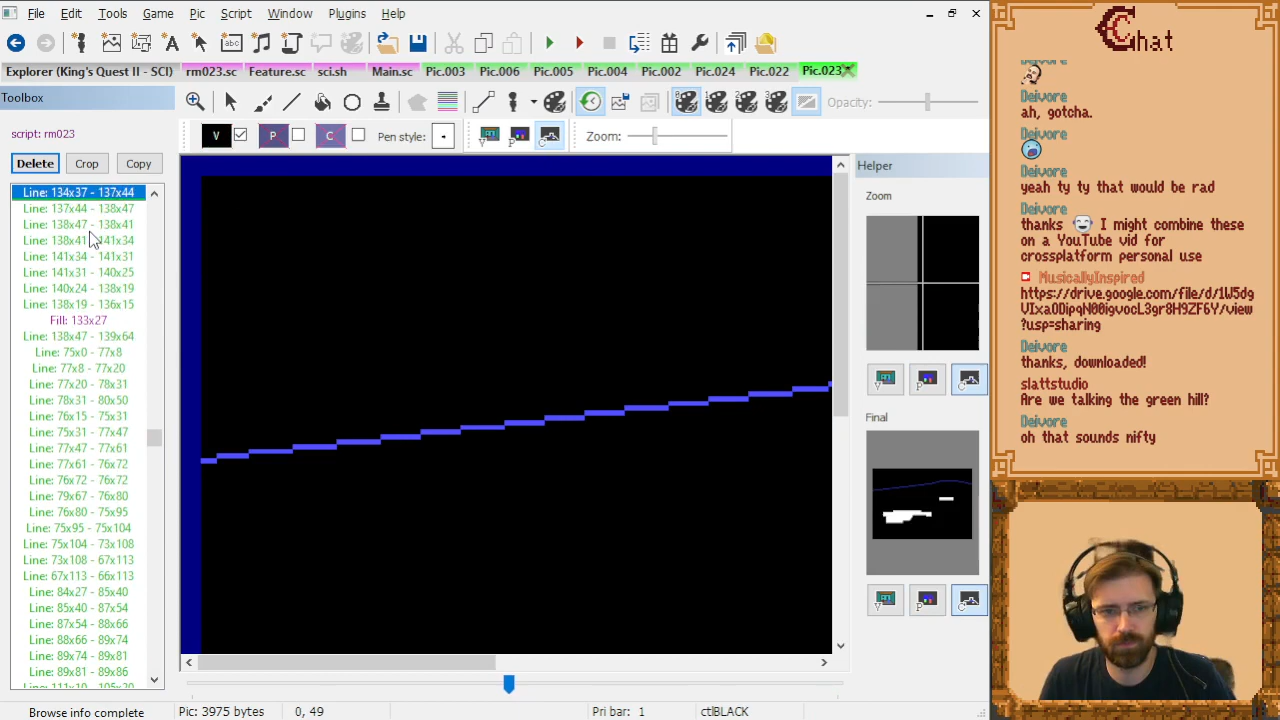 File Edit Tools Game Pic Script Window Plugins Help
Explorer (King's Quest II - SCI) rm023.sc Feature.sc sci.sh Main.sc Pic.003 Pic.006 Pic.005 Pic.004 Pic.002 Pic.024 Pic.022 Pic.023
Toolbox
Opacity:
script: rm023
V P C Pen style: V P C Zoom:
Delete Crop Copy
Line: 134x37 - 137x44
Line: 137x44 - 138x47
Line: 138x47 - 138x41
Line: 138x41 - 141x34
Line: 141x34 - 141x31
Line: 141x31 - 140x25
Line: 140x24 - 138x19
Line: 138x19 - 136x15
Fill: 133x27
Line: 138x47 - 139x64
Line: 75x0 - 77x8
Line: 77x8 - 77x20
Line: 77x20 - 78x31
Line: 78x31 - 80x50
Line: 76x15 - 75x31
Line: 75x31 - 77x47
Line: 77x47 - 77x61
Line: 77x61 - 76x72
Line: 76x72 - 76x72
Line: 79x67 - 76x80
Line: 76x80 - 75x95
Line: 75x95 - 75x104
Line: 75x104 - 73x108
Line: 73x108 - 67x113
Line: 67x113 - 66x113
Line: 84x27 - 85x40
Line: 85x40 - 87x54
Line: 87x54 - 88x66
Line: 88x66 - 89x74
Line: 89x74 - 89x81
Line: 89x81 - 89x86
Helper
Zoom
V P C
Final
V P C
Browse info complete Pic: 3975 bytes 0, 49 Pri bar: 1 ctlBLACK
Chat
Deivore
Deivore
ah, gotcha.
Deivore
Deivore
yeah ty ty that would be rad
Deivore
thanks I might combine these
on a YouTube vid for
crossplatform personal use
MusicallyInspired
Deivore
thanks, downloaded!
slattstudio
Are we talking the green hill?
Deivore
oh that sounds nifty